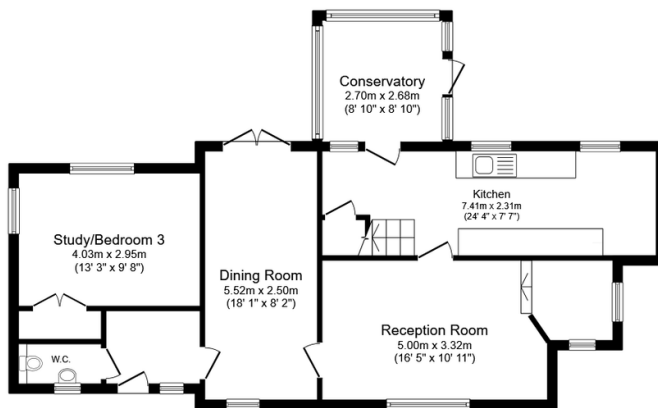 Conservatory
2.70m x 2.68m
(8' 10" x 8' 10")
Kitchen
7.41m x 2.31m
(24' 4" x 7' 7")
Study/Bedroom 3
4.03m x 2.95m
(13' 3" x 9' 8")
Dining Room
5.52m x 2.50m
(18' 1" x 8' 2")
Reception Room
5.00m x 3.32m
(16' 5" x 10' 11")
W.C.